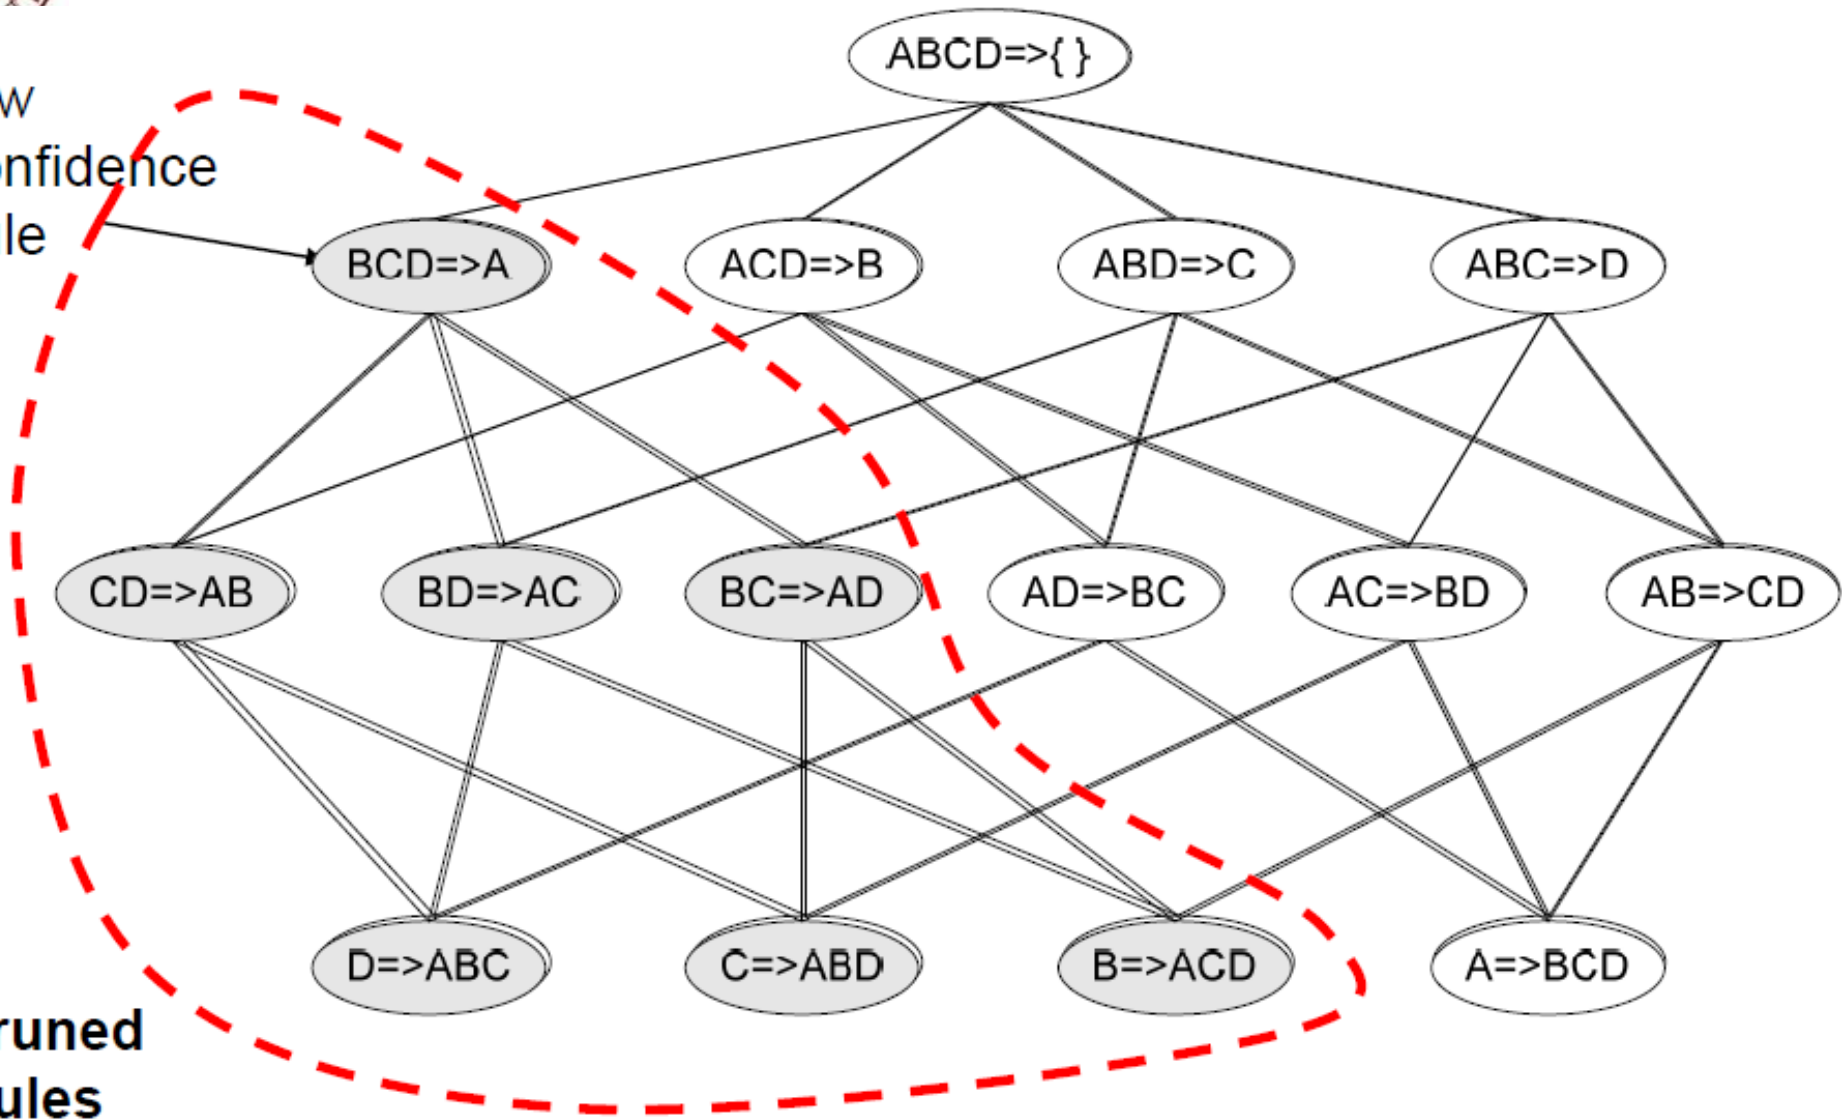 ABCD=>{ }
w
onfidence
le
BCD=>A
ACD=>B
ABD=>C
ABC=>D
CD=>AB
BD=>AC
BC=>AD
AD=>BC
AC=>BD
AB=>CD
D=>ABC
C=>ABD
B=>ACD
A=>BCD
runed
ules